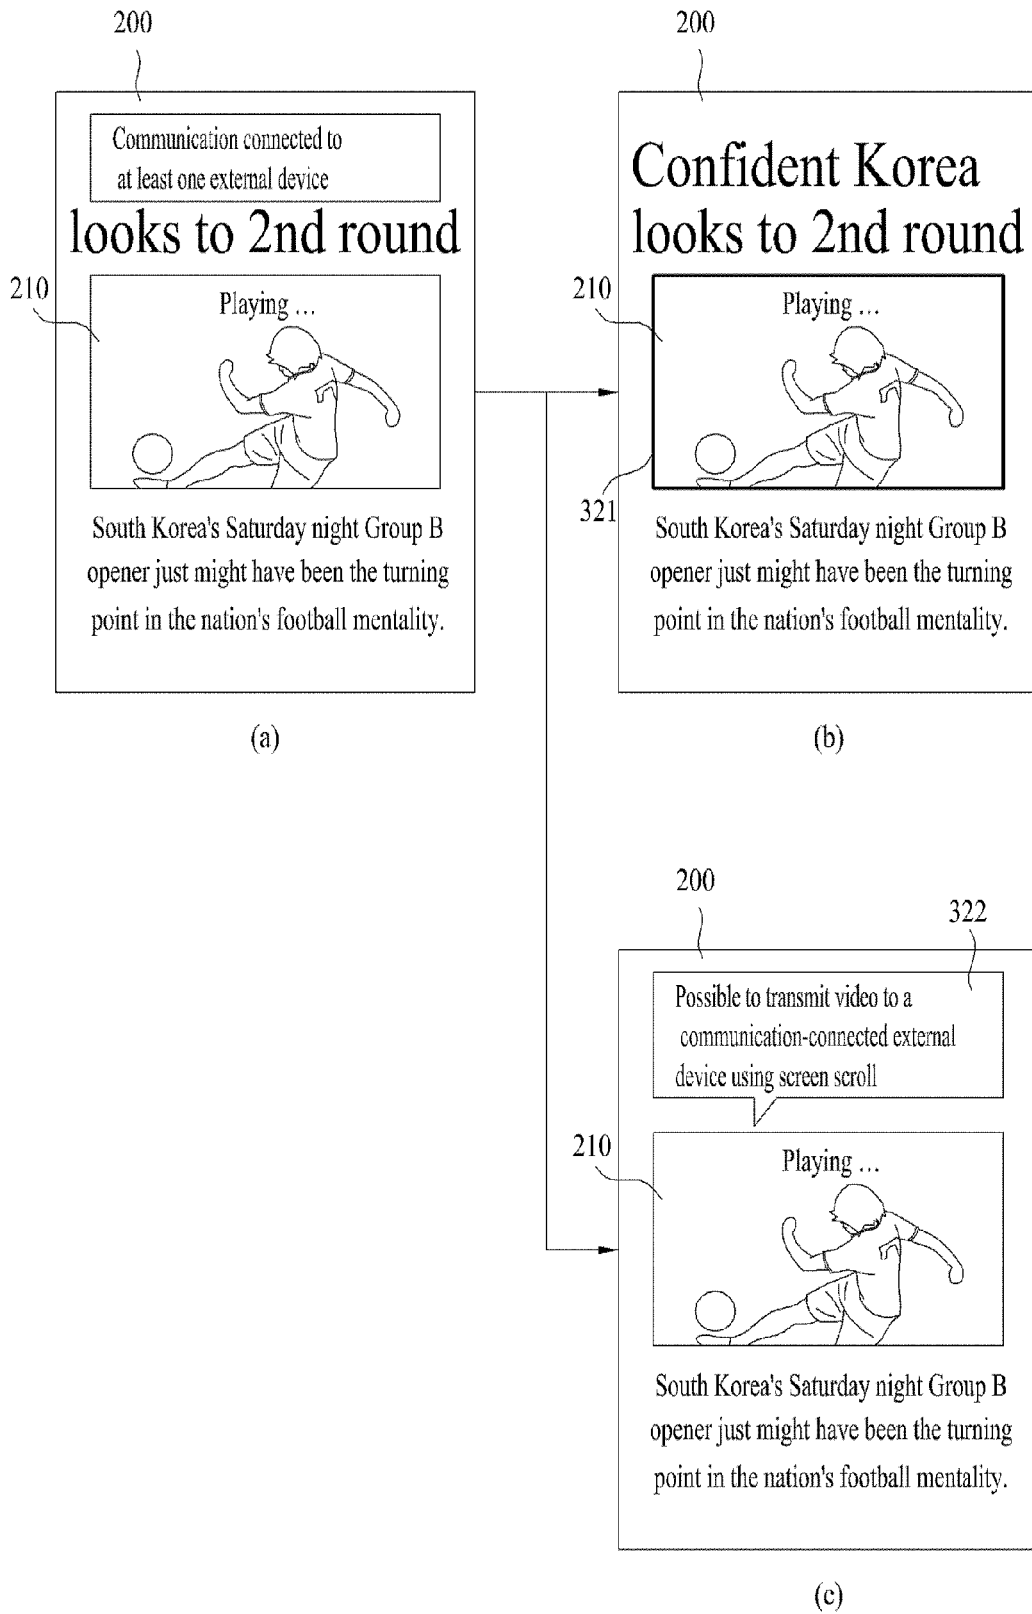 200
Communication connected to
at least one external device
looks to 2nd round
210
Playing ...
South Korea's Saturday night Group B
opener just might have been the turning
point in the nation's football mentality.
(a)
200
Confident Korea
looks to 2nd round
210
Playing ...
321
South Korea's Saturday night Group B
opener just might have been the turning
point in the nation's football mentality.
(b)
200
322
Possible to transmit video to a
communication-connected external
device using screen scroll
210
Playing ...
South Korea's Saturday night Group B
opener just might have been the turning
point in the nation's football mentality.
(c)